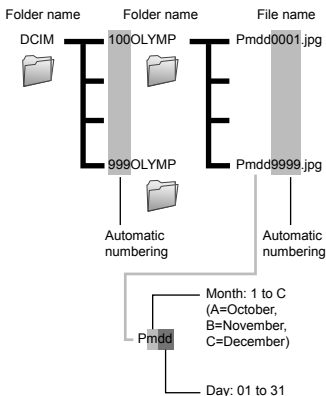 Folder name
Folder name
File name
DCIM
100OLYMP
Pmdd0001.jpg
999OLYMP
Pmdd9999.jpg
Automatic
numbering
Automatic
numbering
Month: 1 to C
(A=October,
B=November,
C=December)
Pmdd
Day: 01 to 31